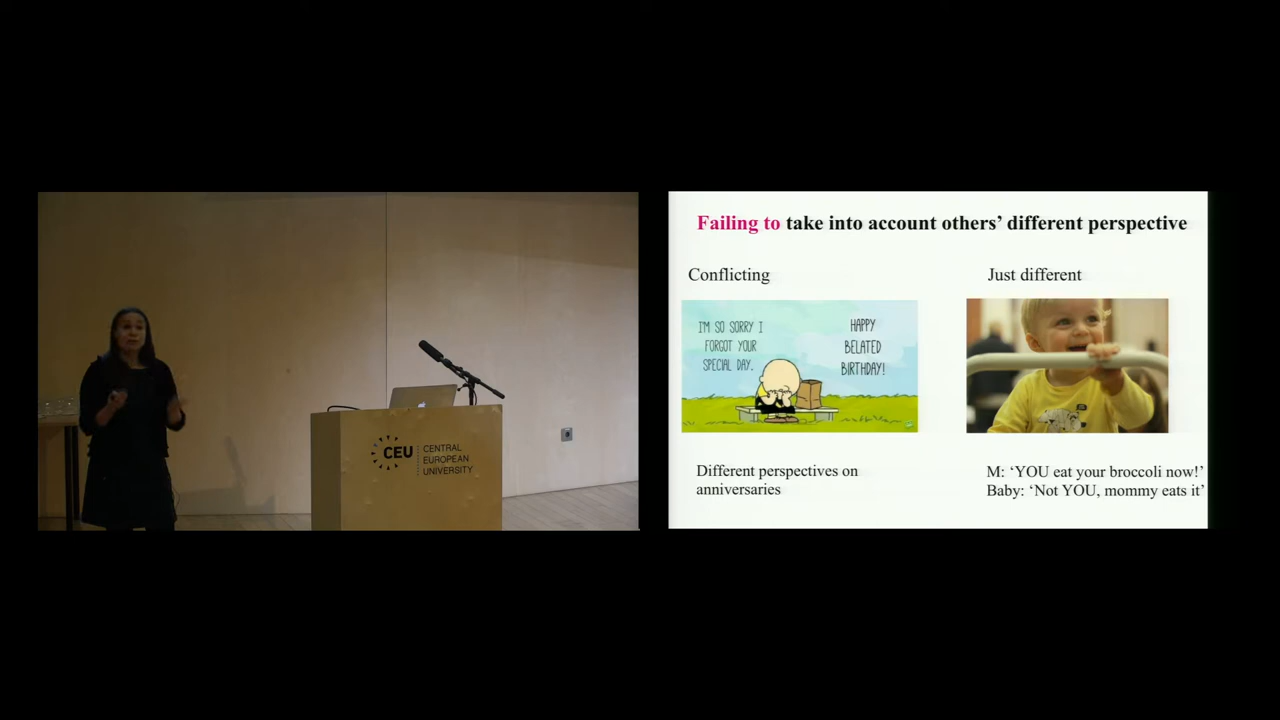 CEU
CENTRAL
EUROPEAN
UNIVERSITY
Failing to take into account others' different perspective
Conflicting
Just different
I'M SO SORRY I
FORGOT YOUR
SPECIAL DAY.
HAPPY
BELATED
BIRTHDAY!
Different perspectives on
anniversaries
M: 'YOU eat your broccoli now!'
Baby: 'Not YOU, mommy eats it'